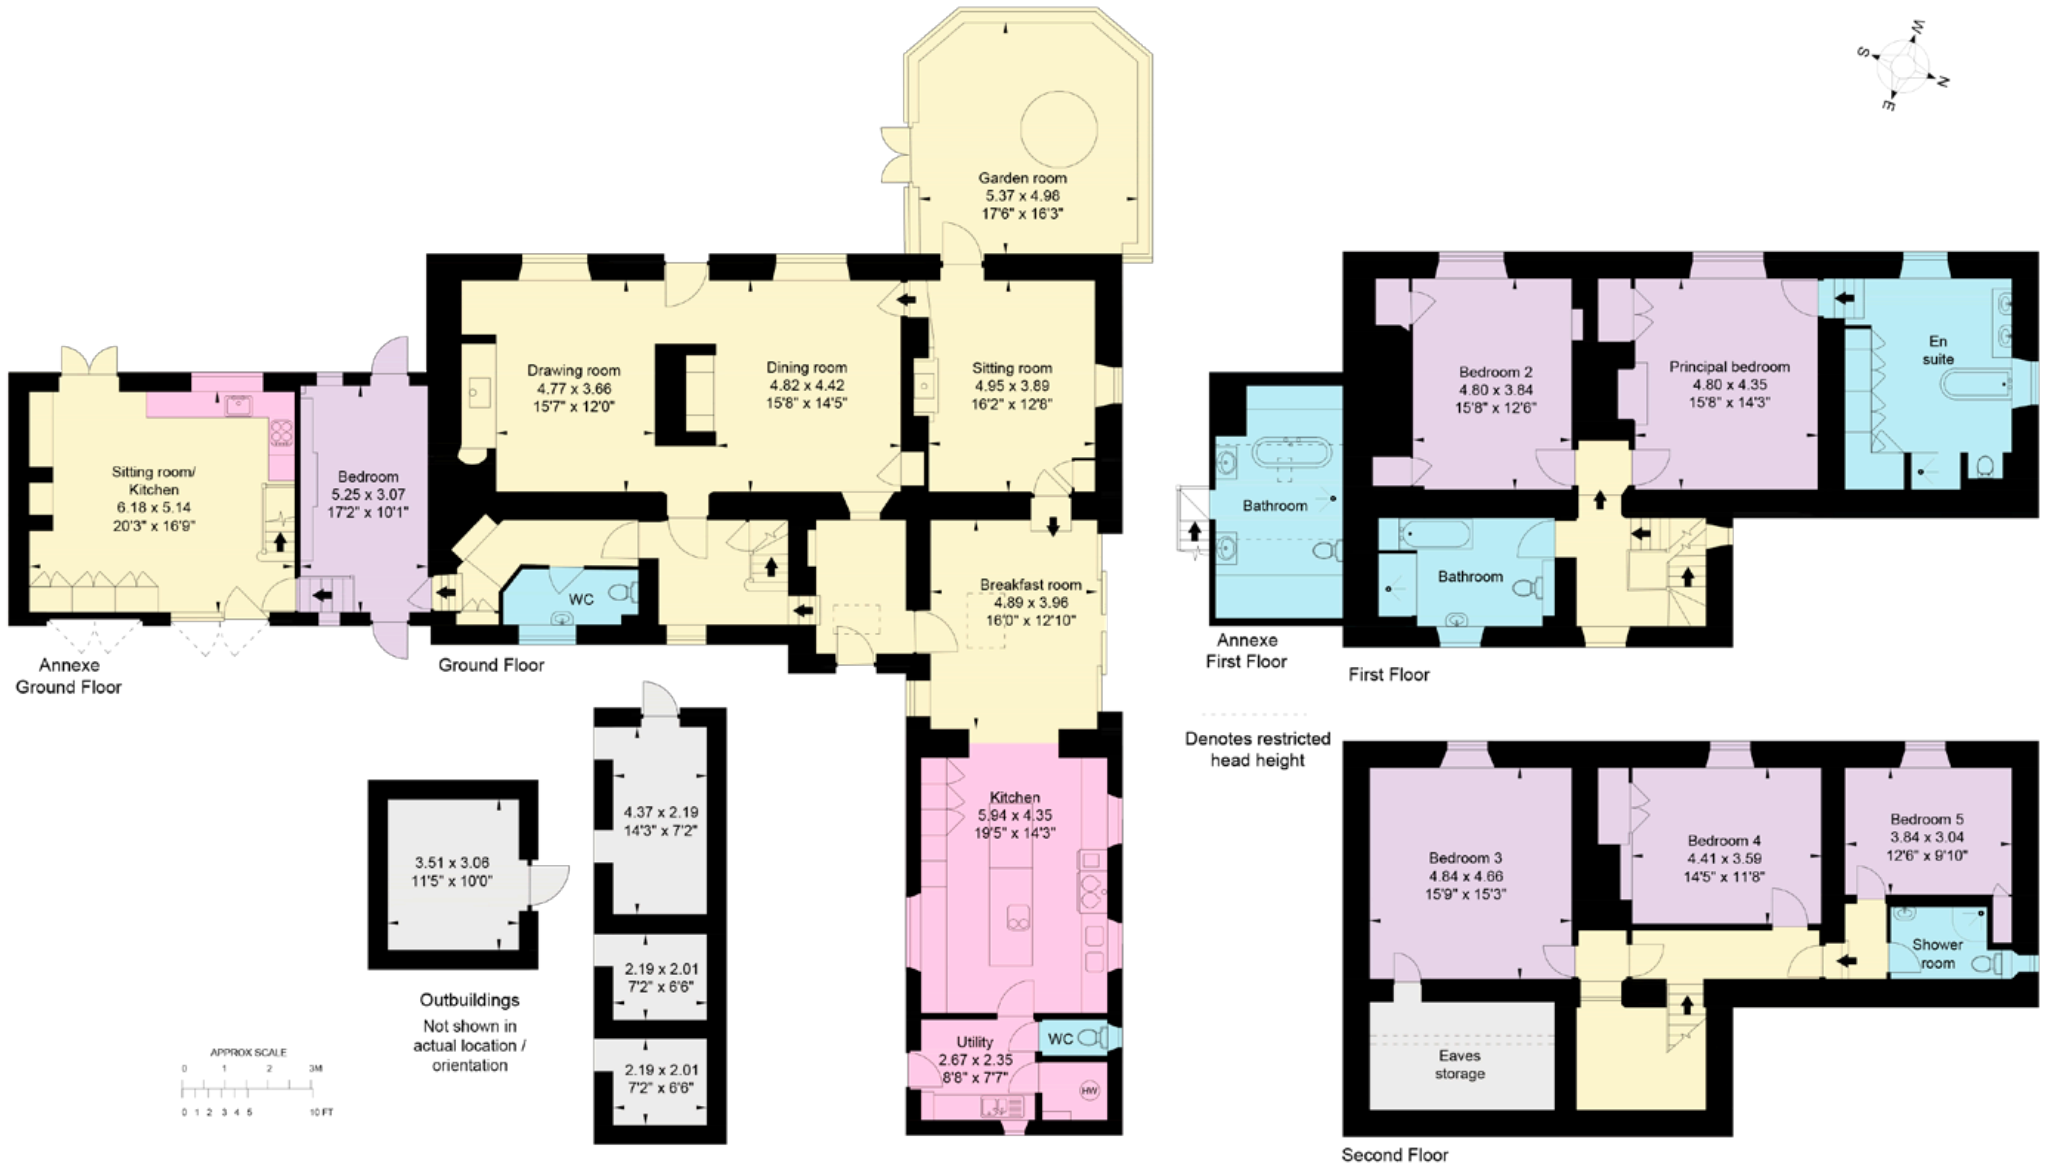 W
S
N
E
Garden room
5.37 x 4.98
17'6" x 16'3"
Drawing room
4.77 x 3.66
15'7" x 12'0"
Dining room
4.82 x 4.42
15'8" x 14'5"
Sitting room
4.95 x 3.89
16'2" x 12'8"
Sitting room/
Kitchen
6.18 x 5.14
20'3" x 16'9"
Bedroom
5.25 x 3.07
17'2" x 10'1"
WC
Breakfast room
4.89 x 3.96
16'0" x 12'10"
Annexe
Ground Floor
Ground Floor
Kitchen
5.94 x 4.35
19'5" x 14'3"
Utility
2.67 x 2.35
8'8" x 7'7"
WC
HW
4.37 x 2.19
14'3" x 7'2"
3.51 x 3.06
11'5" x 10'0"
2.19 x 2.01
7'2" x 6'6"
2.19 x 2.01
7'2" x 6'6"
Outbuildings
Not shown in
actual location /
orientation
APPROX SCALE
0 1 2 3M
0 1 2 3 4 5 10 FT
Bedroom 2
4.80 x 3.84
15'8" x 12'6"
Principal bedroom
4.80 x 4.35
15'8" x 14'3"
En
suite
Bathroom
Bathroom
Annexe
First Floor
First Floor
Denotes restricted
head height
Bedroom 3
4.84 x 4.66
15'9" x 15'3"
Bedroom 4
4.41 x 3.59
14'5" x 11'8"
Bedroom 5
3.84 x 3.04
12'6" x 9'10"
Shower
room
Eaves
storage
Second Floor